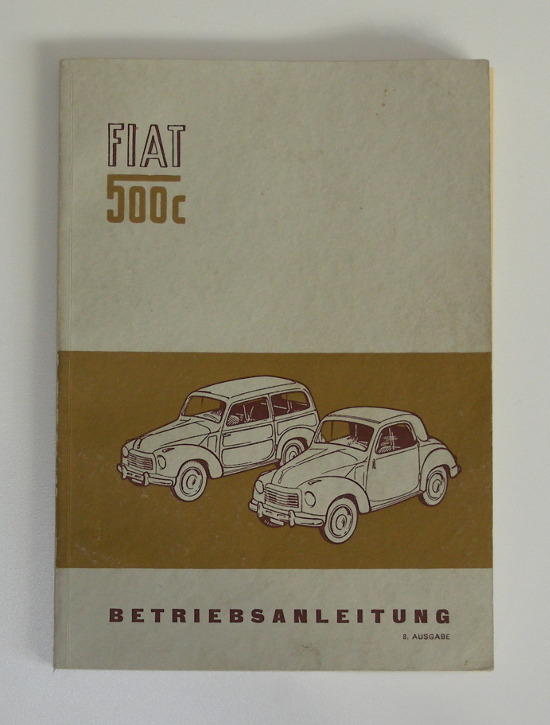 FIAT
500c
BETRIEBSANLEITUNG
8. AUSGABE